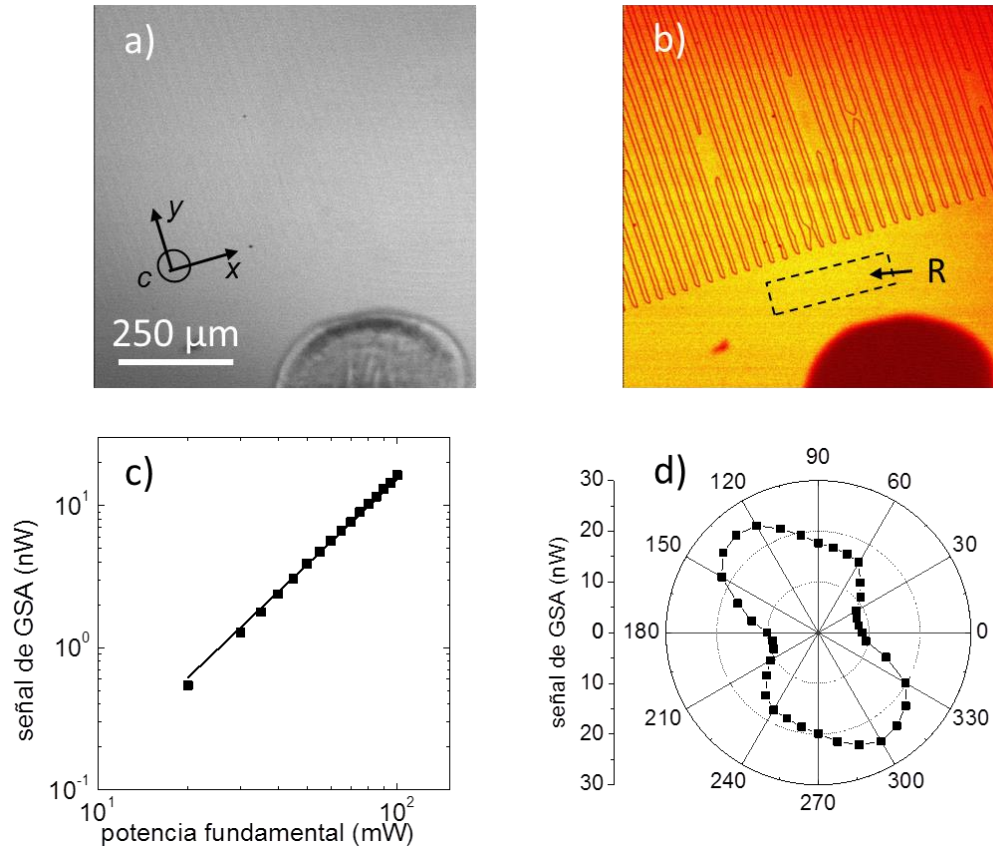 a)
y
c
x
250 µm
b)
R
c)
señal de GSA (nW)
10¹
10⁰
10⁻¹
10¹
10²
potencia fundamental (mW)
d)
señal de GSA (nW)
30
20
10
0
10
20
30
90
120
60
150
30
180
0
210
330
240
300
270